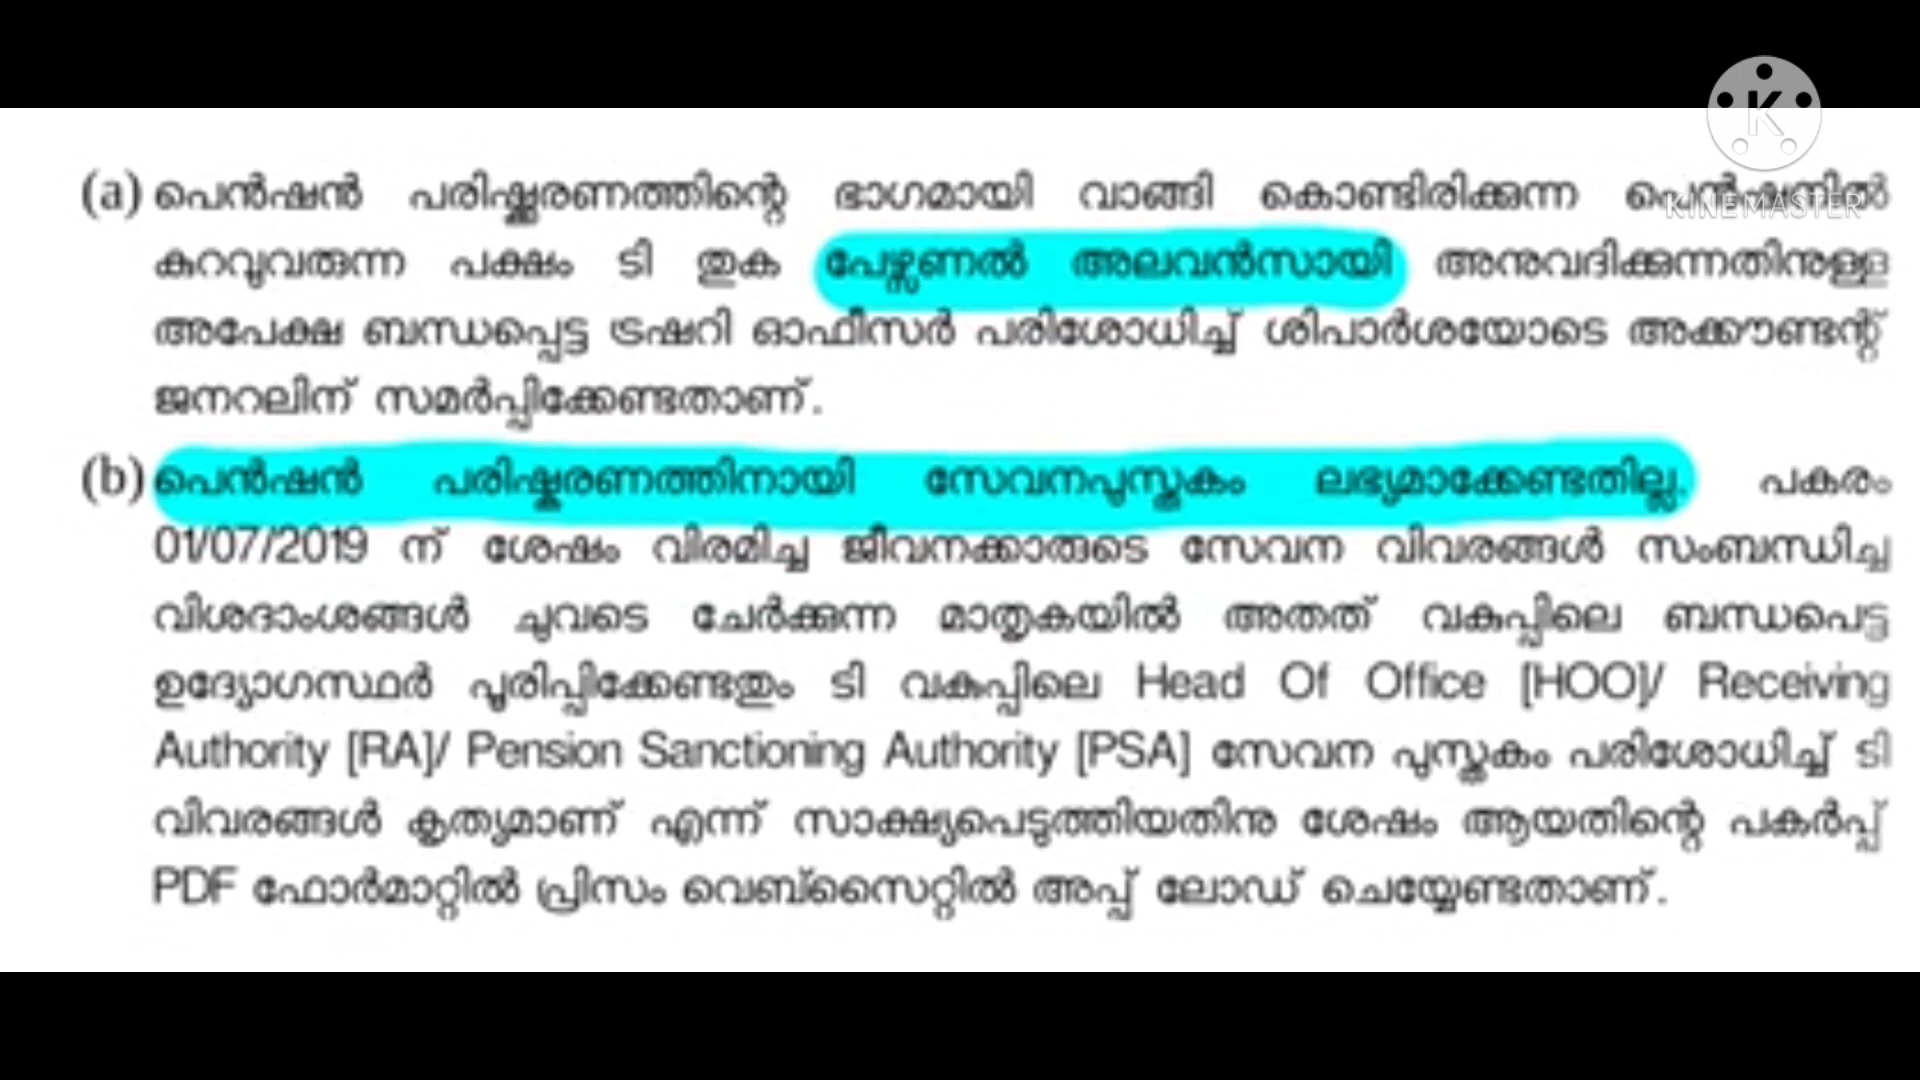 K
KINEMASTER
(a) പെൻഷൻ പരിഷ്ക്കരണത്തിന്റെ ഭാഗമായി വാങ്ങി കൊണ്ടിരിക്കുന്ന പെൻഷനിൽ
കുറവുവരുന്ന പക്ഷം ടി തുക പേഴ്സണൽ അലവൻസായി അനുവദിക്കുന്നതിനുള്ള
അപേക്ഷ ബന്ധപ്പെട്ട ട്രഷറി ഓഫീസർ പരിശോധിച്ച് ശിപാർശയോടെ അക്കൗണ്ടന്റ്
ജനറലിന് സമർപ്പിക്കേണ്ടതാണ്.
(b) പെൻഷൻ പരിഷ്കരണത്തിനായി സേവനപുസ്തകം ലഭ്യമാക്കേണ്ടതില്ല. പകരം
01/07/2019 ന് ശേഷം വിരമിച്ച ജീവനക്കാരുടെ സേവന വിവരങ്ങൾ സംബന്ധിച്ച
വിശദാംശങ്ങൾ ചുവടെ ചേർക്കുന്ന മാതൃകയിൽ അതത് വകുപ്പിലെ ബന്ധപെട്ട
ഉദ്യോഗസ്ഥർ പൂരിപ്പിക്കേണ്ടതും ടി വകുപ്പിലെ Head Of Office [HOO]/ Receiving
Authority [RA]/ Pension Sanctioning Authority [PSA] സേവന പുസ്തകം പരിശോധിച്ച് ടി
വിവരങ്ങൾ കൃത്യമാണ് എന്ന് സാക്ഷ്യപെടുത്തിയതിനു ശേഷം ആയതിന്റെ പകർപ്പ്
PDF ഫോർമാറ്റിൽ പ്രിസം വെബ്സൈറ്റിൽ അപ്പ് ലോഡ് ചെയ്യേണ്ടതാണ്.